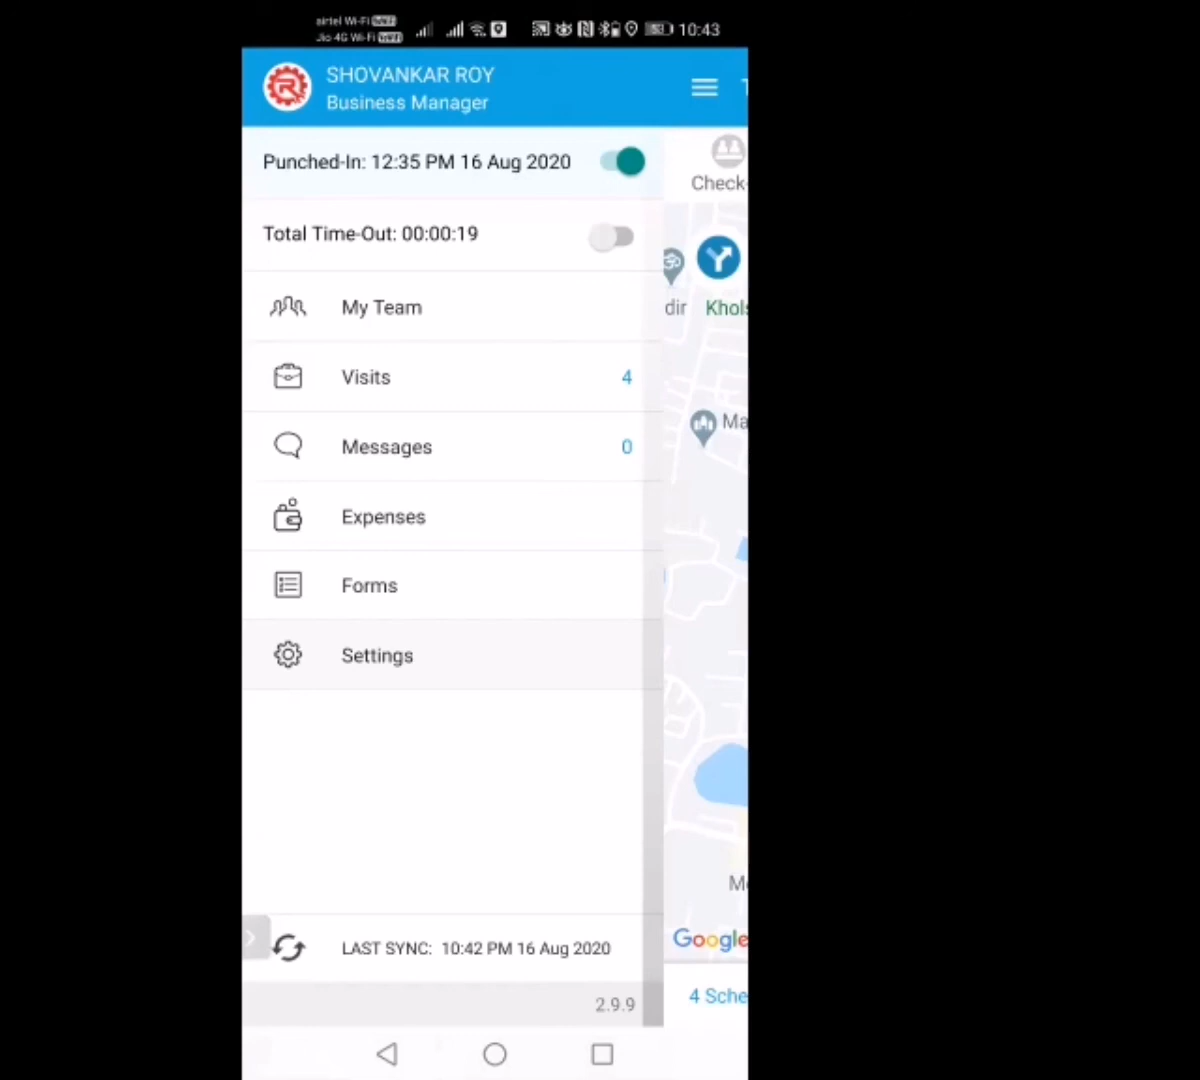 airtel Wi-Fi
Jio 4G Wi-Fi
10:43
SHOVANKAR ROY
Business Manager
Punched-In: 12:35 PM 16 Aug 2020
Check-
Total Time-Out: 00:00:19
My Team
dir
Khols
Visits
4
Ma
Messages
0
Expenses
Forms
Settings
Mo
Google
LAST SYNC: 10:42 PM 16 Aug 2020
4 Sche
2.9.9